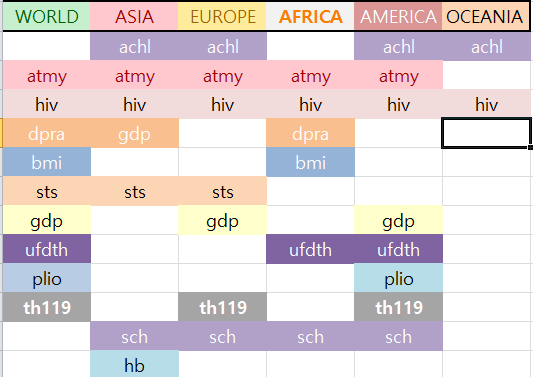 WORLD ASIA EUROPE AFRICA AMERICA OCEANIA
achl achl achl achl
atmy atmy atmy atmy atmy
hiv hiv hiv hiv hiv hiv
dpra gdp dpra
bmi bmi
sts sts sts
gdp gdp gdp
ufdth ufdth ufdth
plio plio
th119 th119 th119
sch sch sch sch
hb